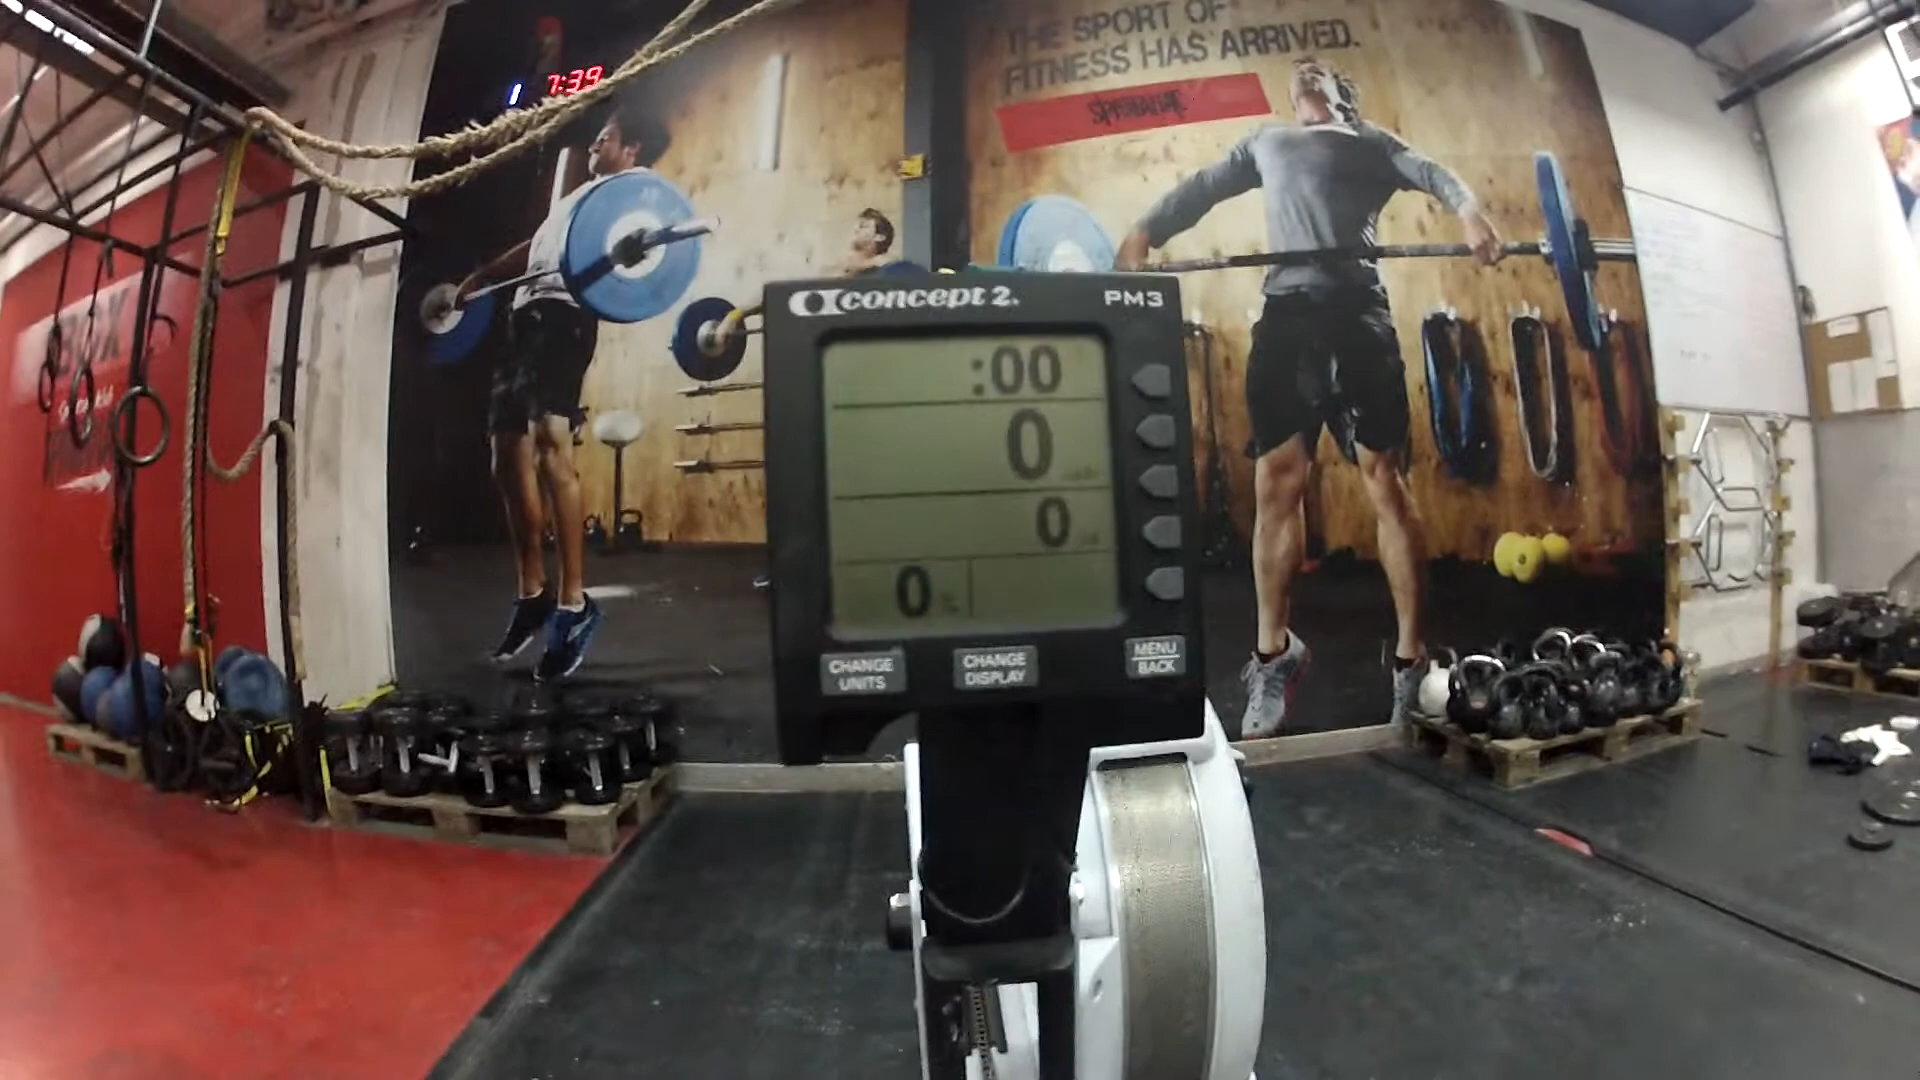 THE SPORT OF
FITNESS HAS ARRIVED.
7:39
concept 2.
PM3
:00
0
0
0
CHANGE
UNITS
CHANGE
DISPLAY
MENU
BACK